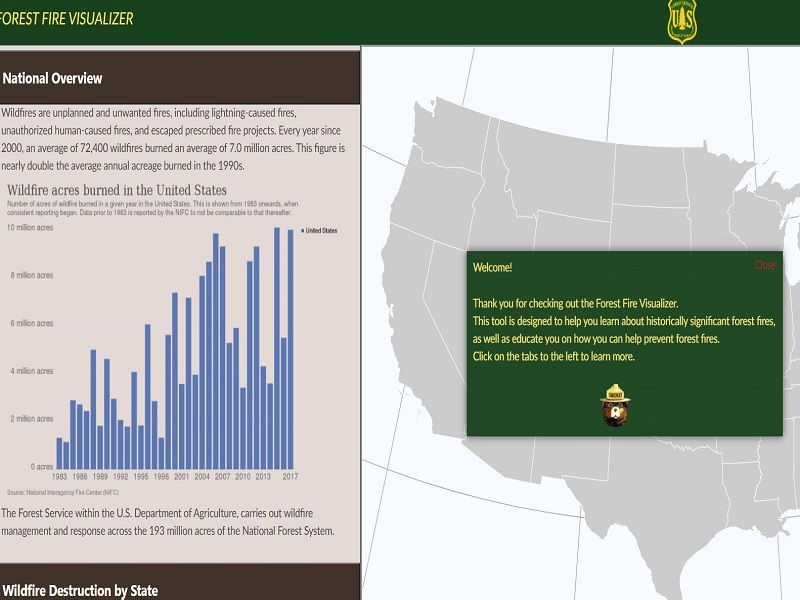 FOREST FIRE VISUALIZER
FOREST SERVICE
U S
National Overview
Wildfires are unplanned and unwanted fires, including lightning-caused fires,
unauthorized human-caused fires, and escaped prescribed fire projects. Every year since
2000, an average of 72,400 wildfires burned an average of 7.0 million acres. This figure is
nearly double the average annual acreage burned in the 1990s.
Wildfire acres burned in the United States
Number of acres of wildfire burned in a given year in the United States. This is shown from 1983 onwards, when
consistent reporting began. Data prior to 1983 is reported by the NIFC to not be comparable to that thereafter.
10 million acres
United States
8 million acres
6 million acres
4 million acres
2 million acres
0 acres
1983 1986 1989 1992 1995 1998 2001 2004 2007 2010 2013 2017
Source: National Interagency Fire Center (NIFC)
The Forest Service within the U.S. Department of Agriculture, carries out wildfire
management and response across the 193 million acres of the National Forest System.
Wildfire Destruction by State
Welcome!
Close
Thank you for checking out the Forest Fire Visualizer.
This tool is designed to help you learn about historically significant forest fires,
as well as educate you on how you can help prevent forest fires.
Click on the tabs to the left to learn more.
SMOKEY